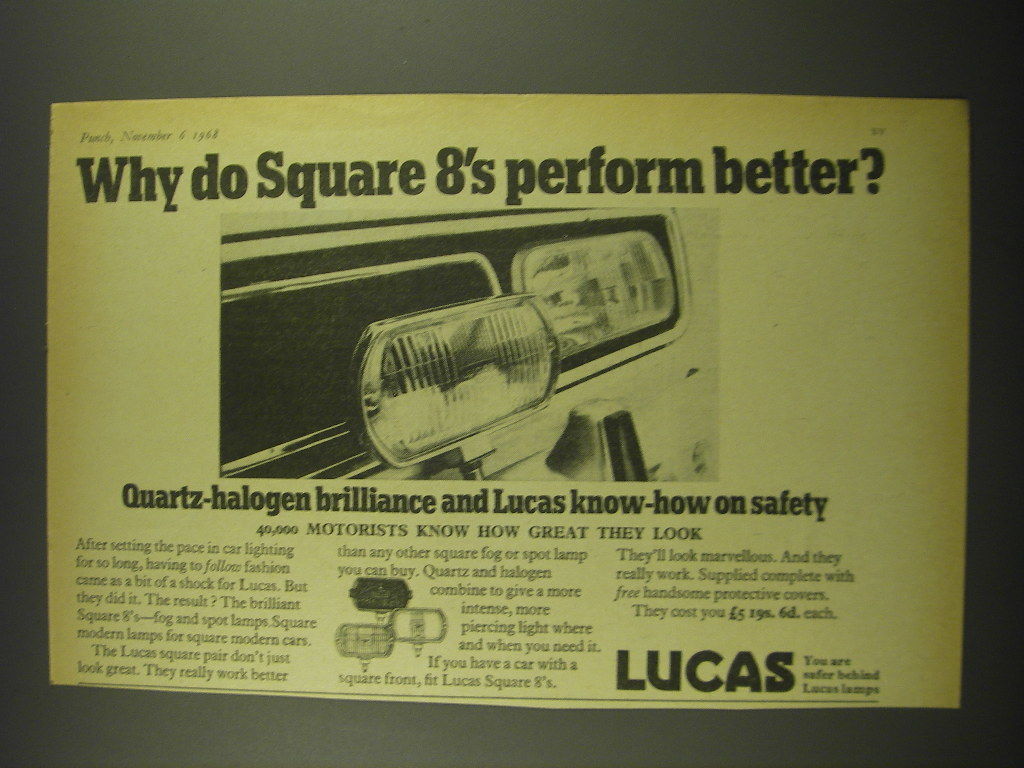 Punch, November 6 1968
Why do Square 8's perform better?
Quartz-halogen brilliance and Lucas know-how on safety
40,000 MOTORISTS KNOW HOW GREAT THEY LOOK
After setting the pace in car lighting
for so long, having to follow fashion
came as a bit of a shock for Lucas. But
they did it. The result? The brilliant
Square 8's—fog and spot lamps. Square
modern lamps for square modern cars.
The Lucas square pair don't just
look great. They really work better
than any other square fog or spot lamp
you can buy. Quartz and halogen
combine to give a more
intense, more
piercing light where
and when you need it.
If you have a car with a
square front, fit Lucas Square 8's.
They'll look marvellous. And they
really work. Supplied complete with
free handsome protective covers.
They cost you £5 19s. 6d. each.
LUCAS
You are
safer behind
Lucas lamps